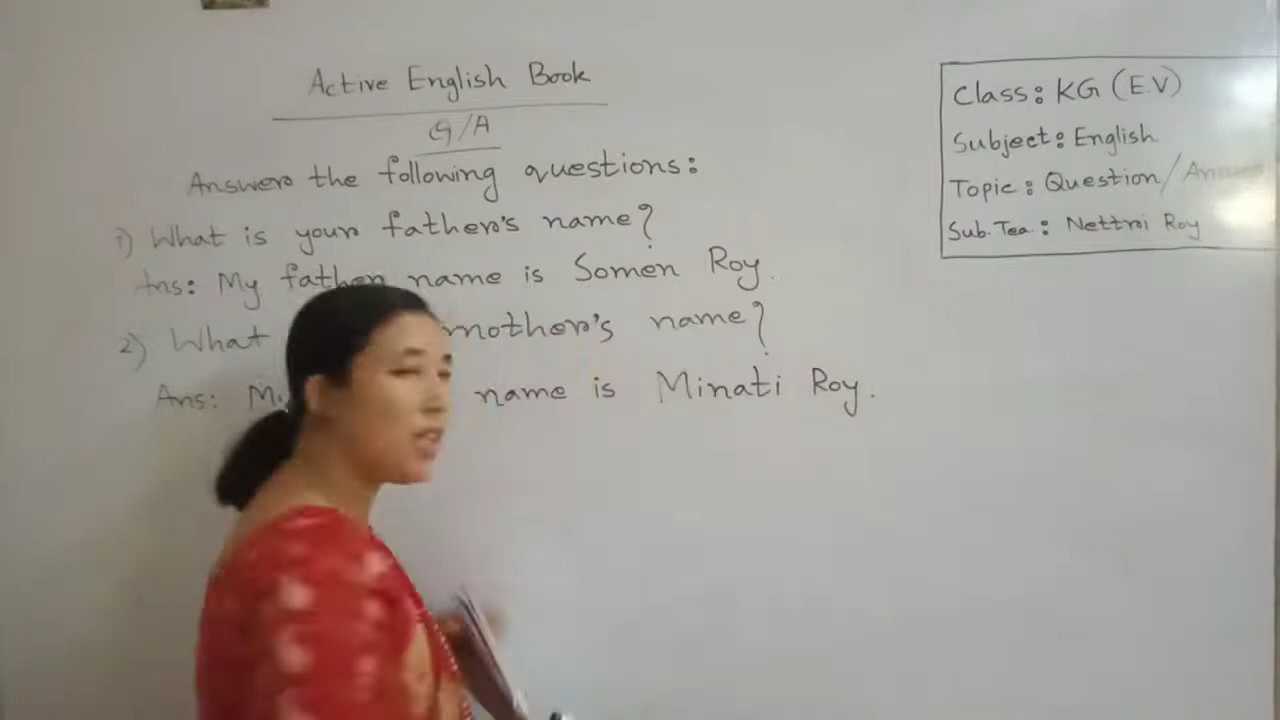 Active English Book
Q/A
Answer the following questions:
1) What is your father's name?
Ans: My father name is Somen Roy.
2) What mother's name?
Ans: name is Minati Roy.
Class: KG (E.V)
Subject: English
Topic: Question/Answer
Sub. Tea: Nettroi Roy